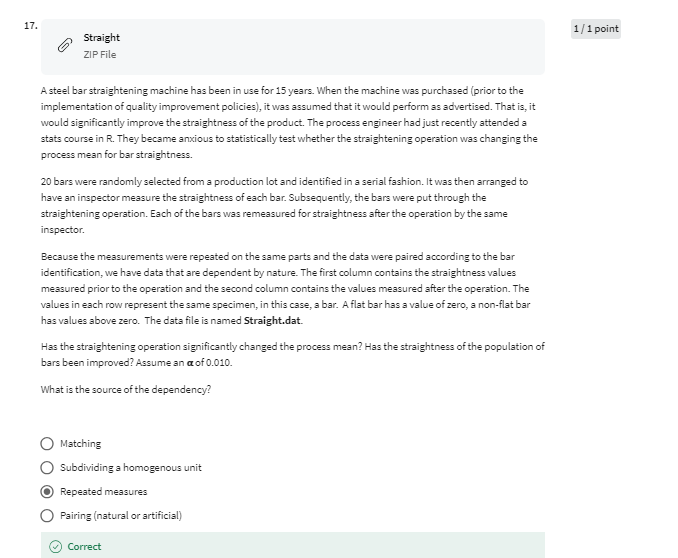 17.
1 / 1 point
Straight
ZIP File
A steel bar straightening machine has been in use for 15 years. When the machine was purchased (prior to the
implementation of quality improvement policies), it was assumed that it would perform as advertised. That is, it
would significantly improve the straightness of the product. The process engineer had just recently attended a
stats course in R. They became anxious to statistically test whether the straightening operation was changing the
process mean for bar straightness.
20 bars were randomly selected from a production lot and identified in a serial fashion. It was then arranged to
have an inspector measure the straightness of each bar. Subsequently, the bars were put through the
straightening operation. Each of the bars was remeasured for straightness after the operation by the same
inspector.
Because the measurements were repeated on the same parts and the data were paired according to the bar
identification, we have data that are dependent by nature. The first column contains the straightness values
measured prior to the operation and the second column contains the values measured after the operation. The
values in each row represent the same specimen, in this case, a bar. A flat bar has a value of zero, a non-flat bar
has values above zero. The data file is named Straight.dat.
Has the straightening operation significantly changed the process mean? Has the straightness of the population of
bars been improved? Assume an α of 0.010.
What is the source of the dependency?
Matching
Subdividing a homogenous unit
Repeated measures
Pairing (natural or artificial)
Correct